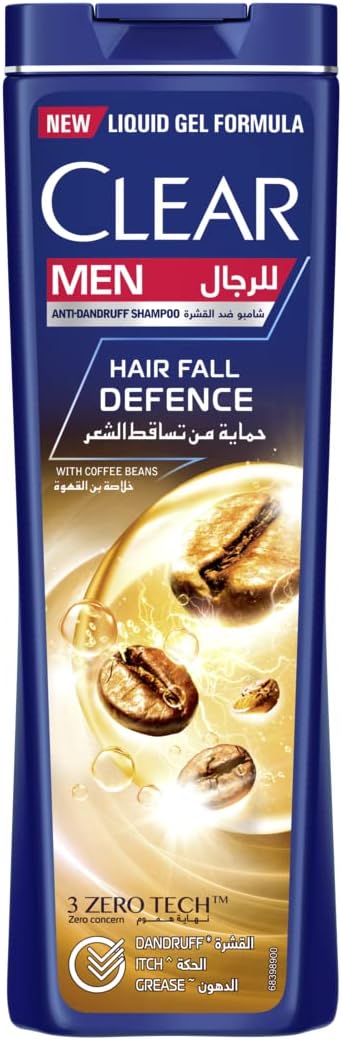 NEW LIQUID GEL FORMULA
CLEAR
MEN للرجال
ANTI-DANDRUFF SHAMPOO شامبو ضد القشرة
HAIR FALL
DEFENCE
حماية من تساقط الشعر
WITH COFFEE BEANS
خلاصة بن القهوة
3 ZERO TECH™
Zero concern نهاية هموم
DANDRUFF* القشرة*
ITCH^ الحكة^
GREASE~ الدهون~
68398900